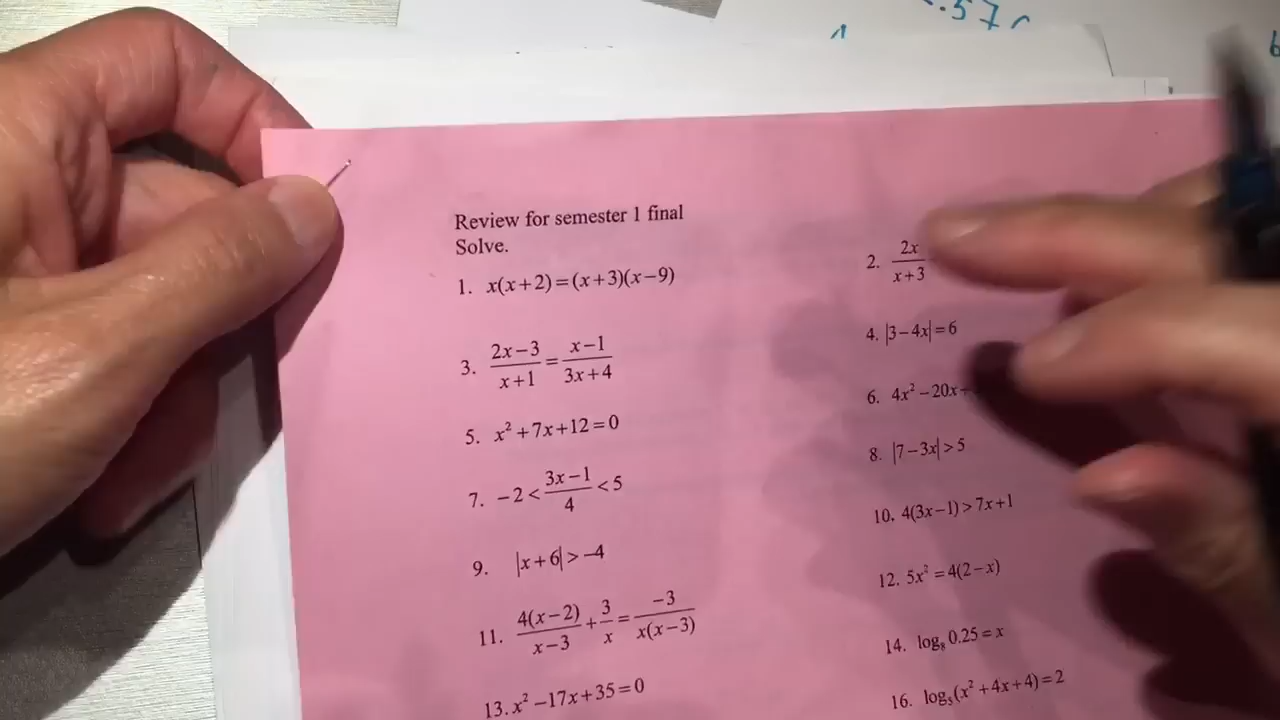 .57
Review for semester 1 final
Solve.
1. x(x+2)=(x+3)(x−9)
2. 2x/(x+3)
3. (2x−3)/(x+1) = (x−1)/(3x+4)
4. |3−4x|=6
5. x²+7x+12=0
6. 4x²−20x+
7. −2<(3x−1)/4<5
8. |7−3x|>5
9. |x+6|>−4
10. 4(3x−1)>7x+1
11. 4(x−2)/(x−3) + 3/x = −3/(x(x−3))
12. 5x²=4(2−x)
13. x²−17x+35=0
14. log₈0.25=x
16. log₅(x²+4x+4)=2